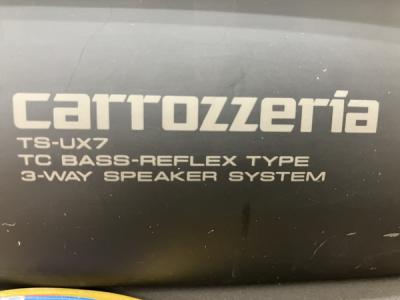 carrozzeria
TS-UX7
TC BASS-REFLEX TYPE
3-WAY SPEAKER SYSTEM